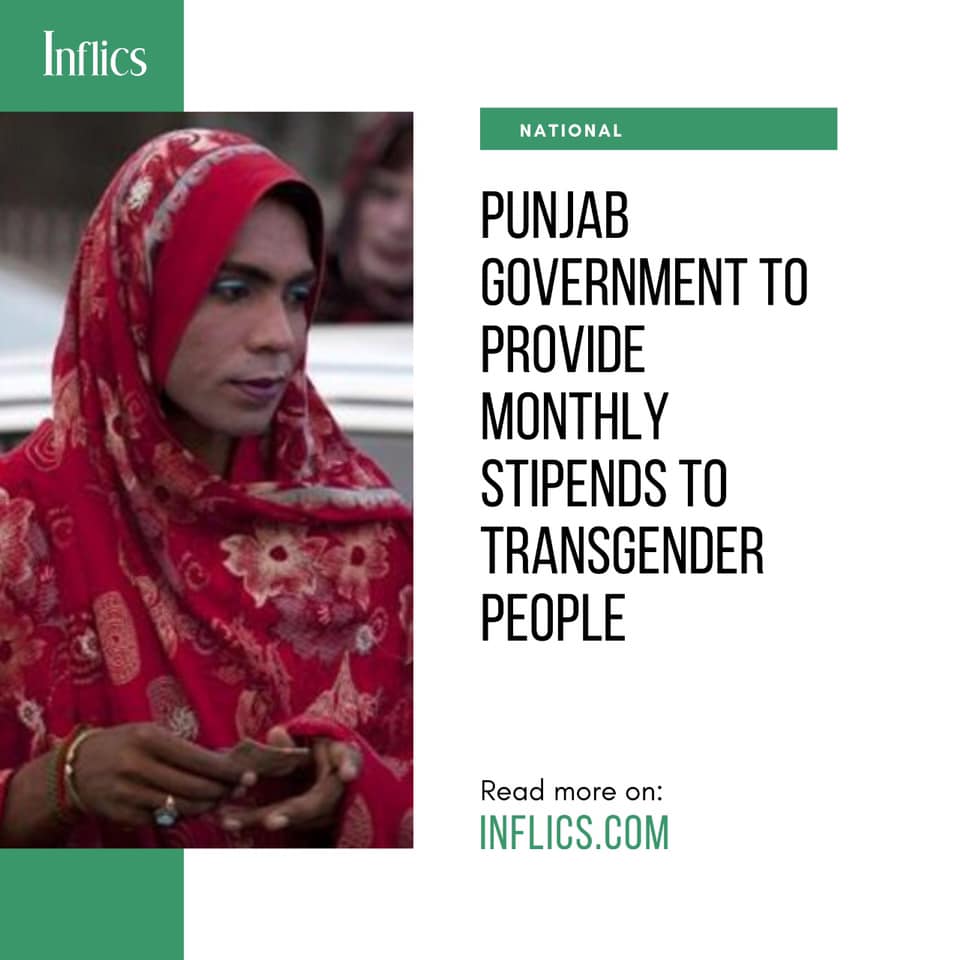 Inflics
NATIONAL
PUNJAB
GOVERNMENT TO
PROVIDE
MONTHLY
STIPENDS TO
TRANSGENDER
PEOPLE
Read more on:
INFLICS.COM